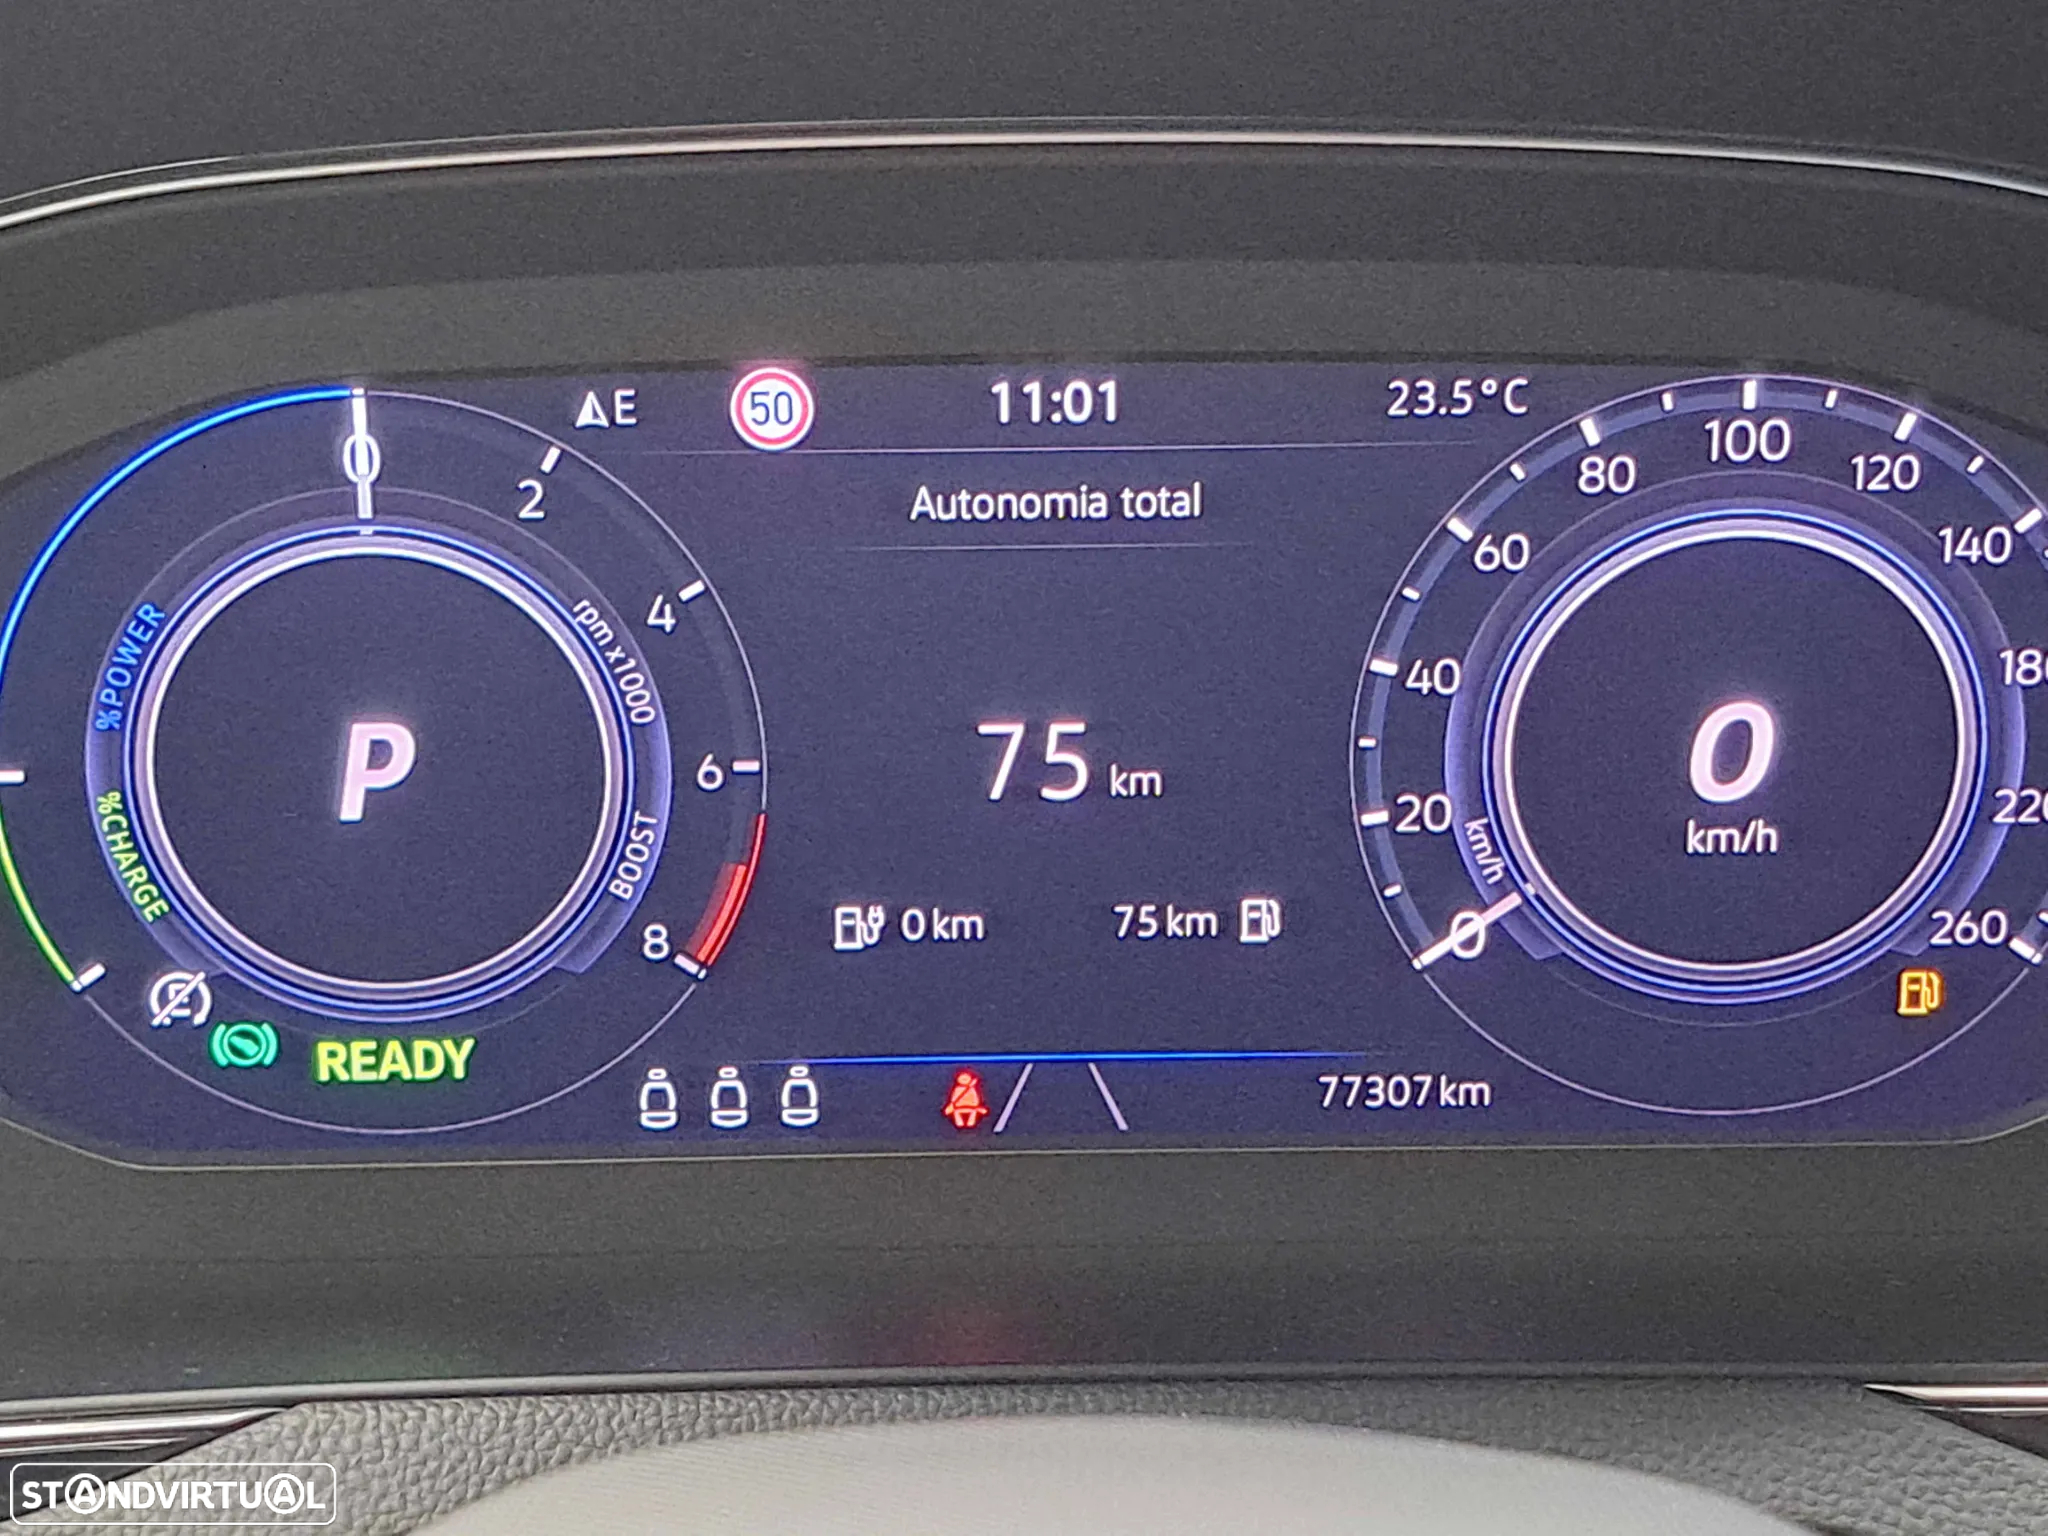 E
50
11:01
23.5°C
Autonomia total
0
2
4
6
8
%POWER
%CHARGE
rpm x1000
BOOST
P
READY
75 km
0 km
75 km
77307 km
0
20
40
60
80
100
120
140
180
220
260
km/h
0
km/h
STANDVIRTUAL